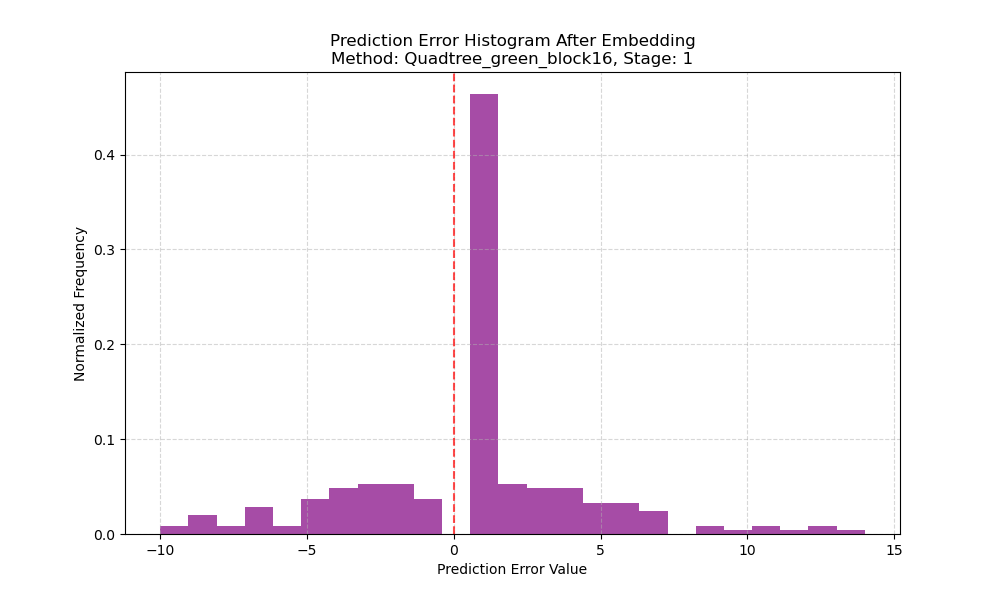 Prediction Error Histogram After Embedding
Method: Quadtree_green_block16, Stage: 1
Normalized Frequency
0.4
0.3
0.2
0.1
0.0
−10
−5
0
5
10
15
Prediction Error Value